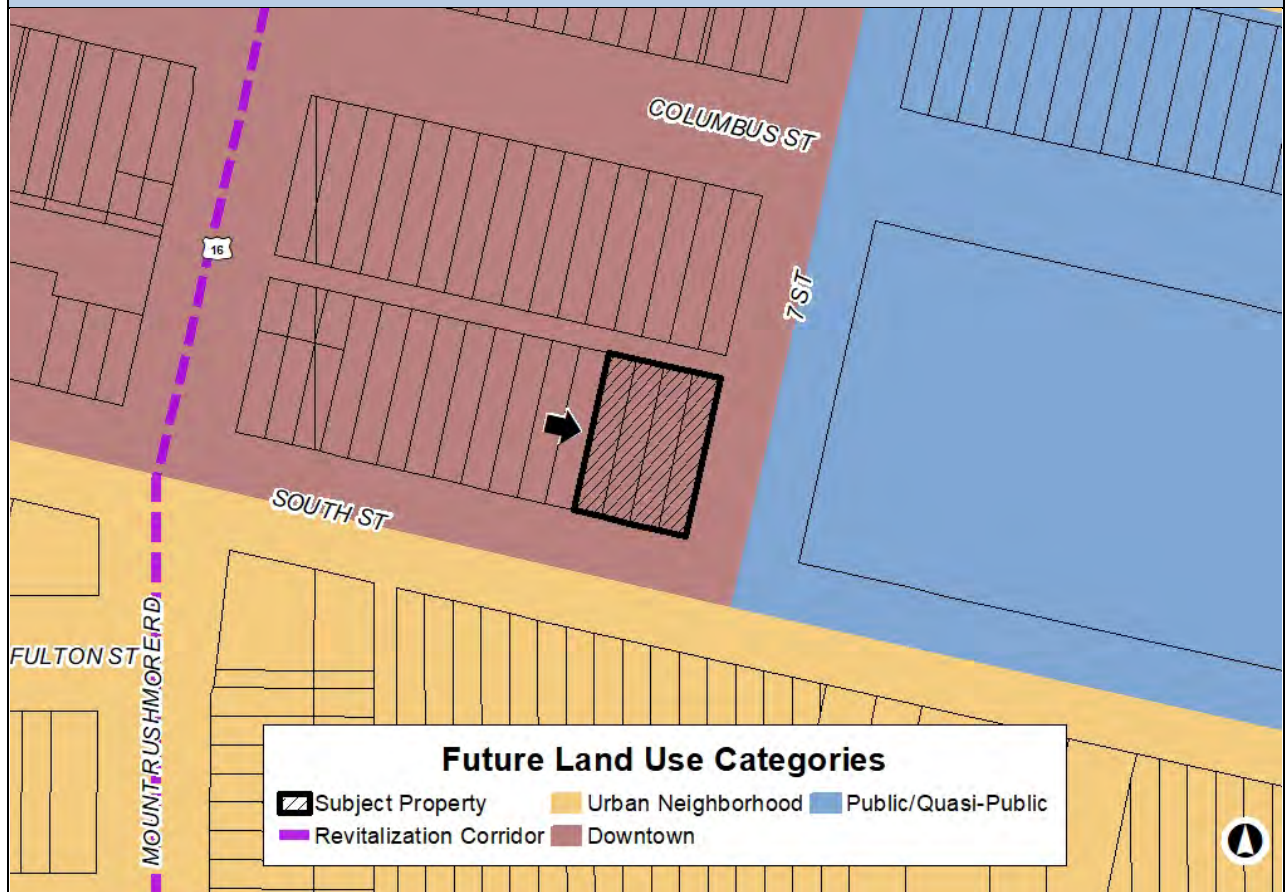 COLUMBUS ST
16
7 ST
SOUTH ST
FULTON ST
MOUNT RUSHMORE RD
Future Land Use Categories
Subject Property
Urban Neighborhood
Public/Quasi-Public
Revitalization Corridor
Downtown